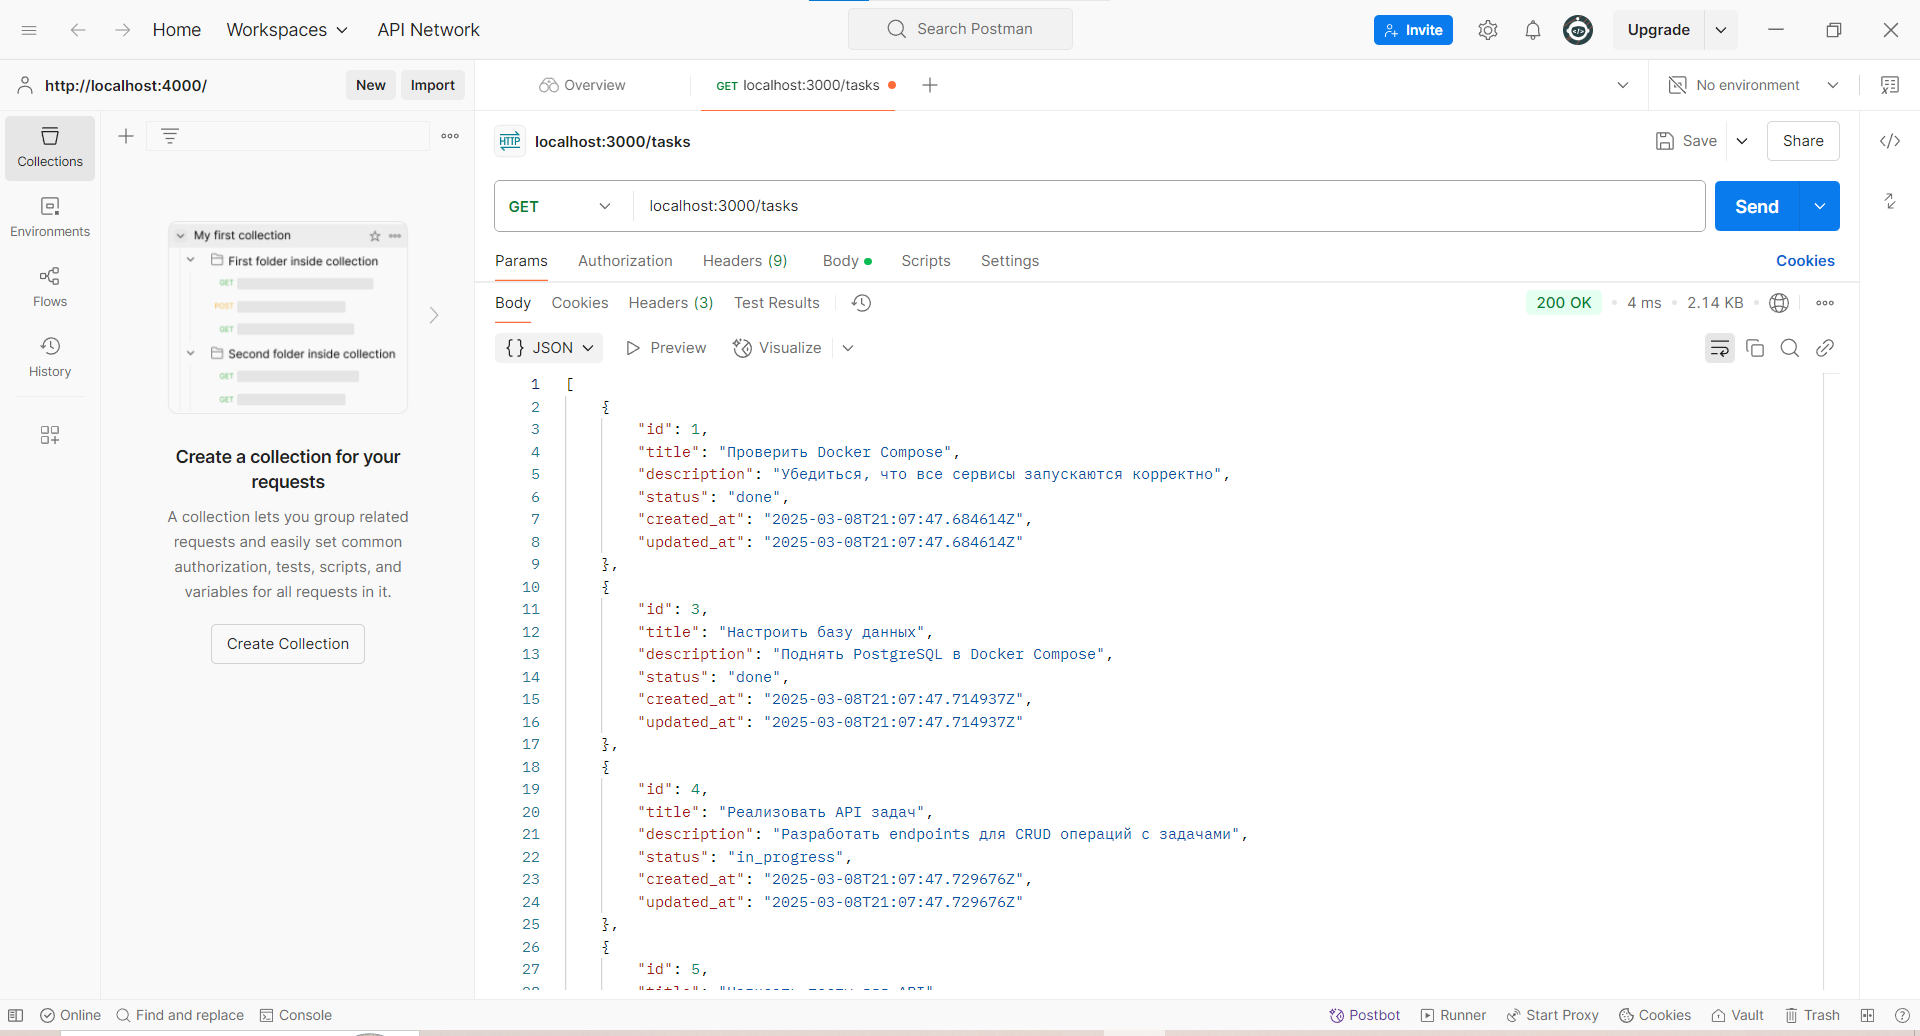 Home Workspaces API Network Search Postman Invite Upgrade
http://localhost:4000/ New Import Overview GET localhost:3000/tasks No environment
Collections
Environments
Flows
History
My first collection
First folder inside collection
GET
POST
GET
Second folder inside collection
GET
GET
Create a collection for your
requests
A collection lets you group related
requests and easily set common
authorization, tests, scripts, and
variables for all requests in it.
Create Collection
HTTP localhost:3000/tasks Save Share
GET localhost:3000/tasks Send
Params Authorization Headers (9) Body Scripts Settings Cookies
Body Cookies Headers (3) Test Results 200 OK 4 ms 2.14 KB
{} JSON Preview Visualize
1 [
2 {
3 "id": 1,
4 "title": "Проверить Docker Compose",
5 "description": "Убедиться, что все сервисы запускаются корректно",
6 "status": "done",
7 "created_at": "2025-03-08T21:07:47.684614Z",
8 "updated_at": "2025-03-08T21:07:47.684614Z"
9 },
10 {
11 "id": 3,
12 "title": "Настроить базу данных",
13 "description": "Поднять PostgreSQL в Docker Compose",
14 "status": "done",
15 "created_at": "2025-03-08T21:07:47.714937Z",
16 "updated_at": "2025-03-08T21:07:47.714937Z"
17 },
18 {
19 "id": 4,
20 "title": "Реализовать API задач",
21 "description": "Разработать endpoints для CRUD операций с задачами",
22 "status": "in_progress",
23 "created_at": "2025-03-08T21:07:47.729676Z",
24 "updated_at": "2025-03-08T21:07:47.729676Z"
25 },
26 {
27 "id": 5,
Online Find and replace Console Postbot Runner Start Proxy Cookies Vault Trash